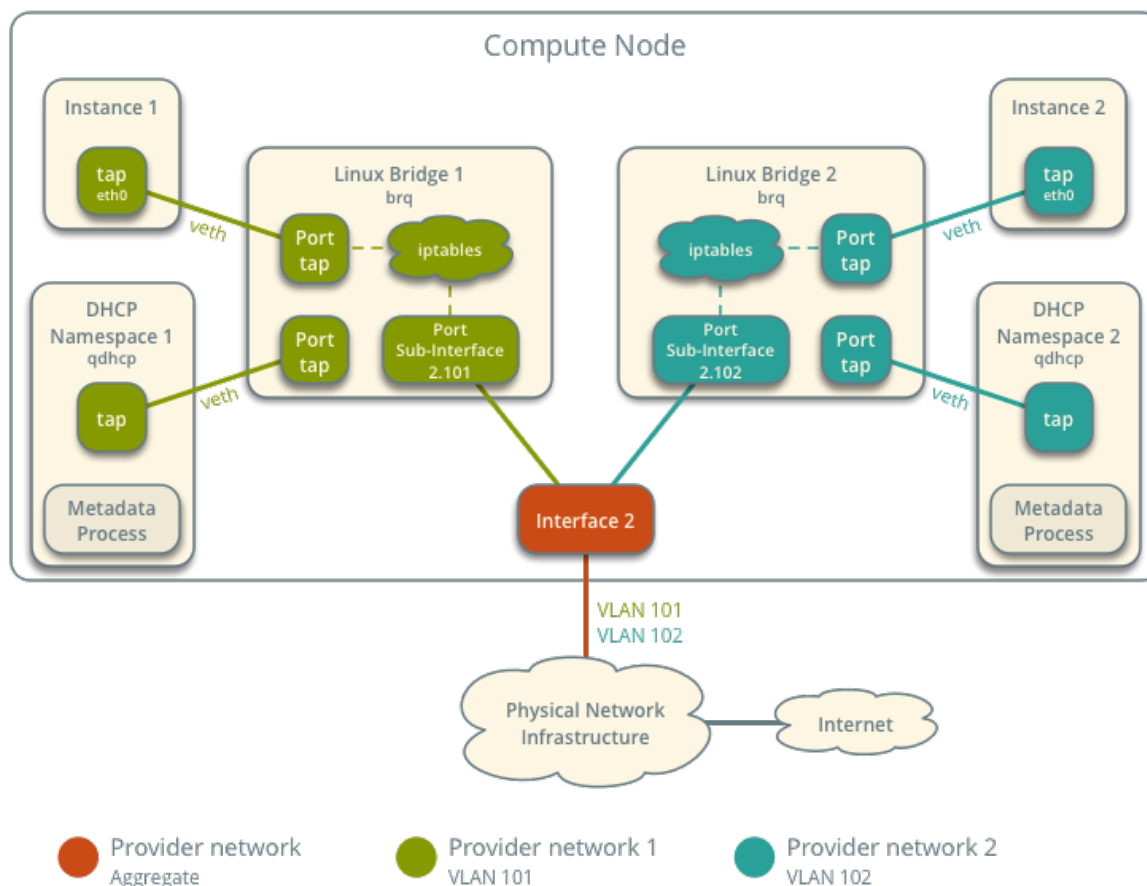 Compute Node
Instance 1
tap
eth0
veth
DHCP
Namespace 1
qdhcp
tap
veth
Metadata
Process
Linux Bridge 1
brq
Port
tap
iptables
Port
tap
Port
Sub-Interface
2.101
Linux Bridge 2
brq
iptables
Port
tap
Port
Sub-Interface
2.102
Port
tap
Instance 2
tap
eth0
veth
DHCP
Namespace 2
qdhcp
veth
tap
Metadata
Process
Interface 2
VLAN 101
VLAN 102
Physical Network
Infrastructure
Internet
Provider network
Aggregate
Provider network 1
VLAN 101
Provider network 2
VLAN 102